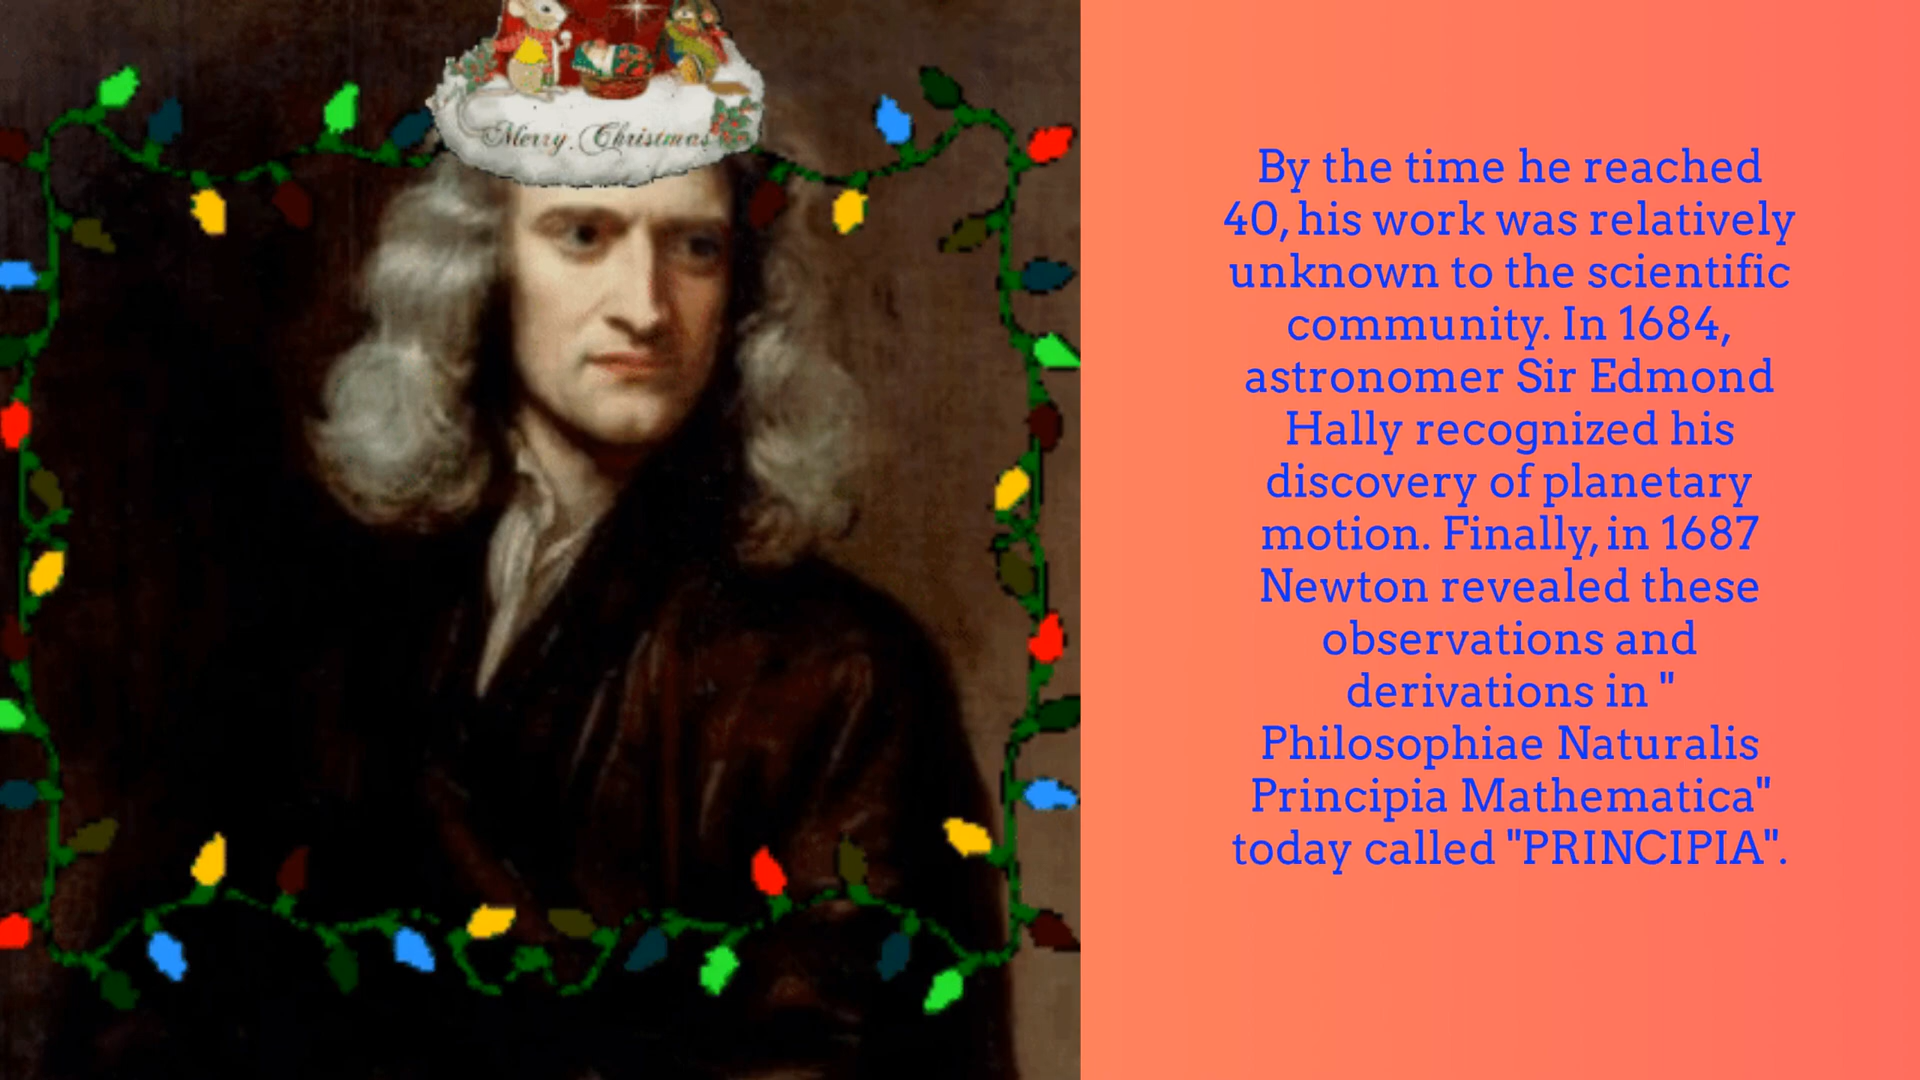 Merry Christmas
By the time he reached
40, his work was relatively
unknown to the scientific
community. In 1684,
astronomer Sir Edmond
Hally recognized his
discovery of planetary
motion. Finally, in 1687
Newton revealed these
observations and
derivations in "
Philosophiae Naturalis
Principia Mathematica"
today called "PRINCIPIA".